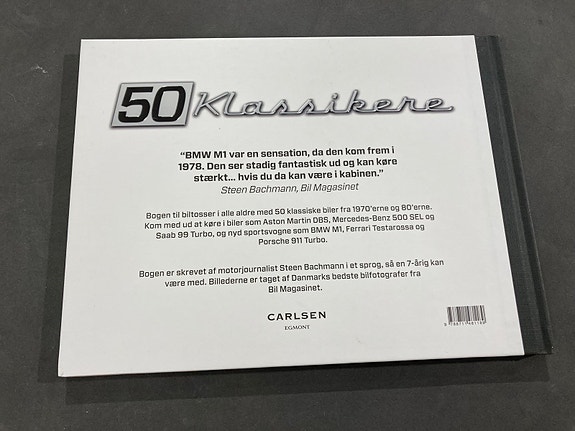 50 Klassikere
“BMW M1 var en sensation, da den kom frem i
1978. Den ser stadig fantastisk ud og kan køre
stærkt... hvis du da kan være i kabinen.”
Steen Bachmann, Bil Magasinet
Bogen til biltosser i alle aldre med 50 klassiske biler fra 1970'erne og 80'erne.
Kom med ud at køre i biler som Aston Martin DBS, Mercedes-Benz 500 SEL og
Saab 99 Turbo, og nyd sportsvogne som BMW M1, Ferrari Testarossa og
Porsche 911 Turbo.
Bogen er skrevet af motorjournalist Steen Bachmann i et sprog, så en 7-årig kan
være med. Billederne er taget af Danmarks bedste bilfotografer fra
Bil Magasinet.
CARLSEN
EGMONT